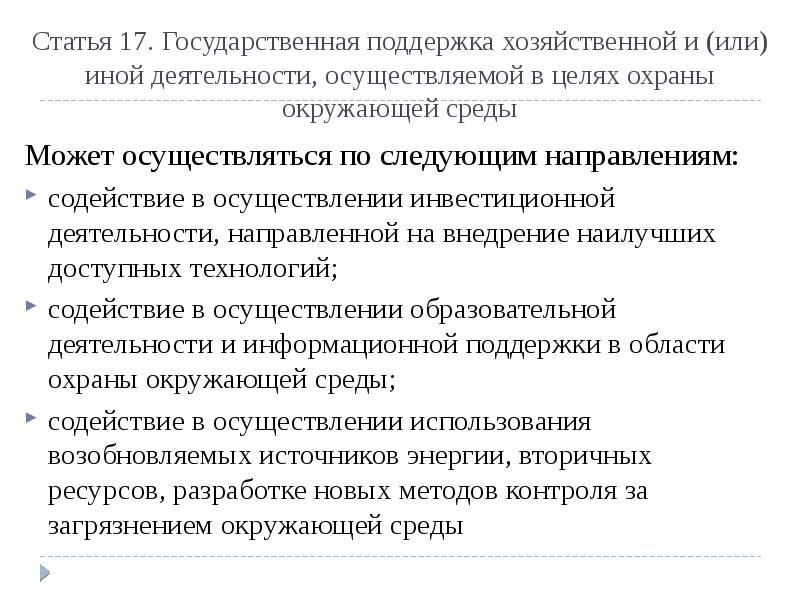 Статья 17. Государственная поддержка хозяйственной и (или)
иной деятельности, осуществляемой в целях охраны
окружающей среды
Может осуществляться по следующим направлениям:
содействие в осуществлении инвестиционной
деятельности, направленной на внедрение наилучших
доступных технологий;
содействие в осуществлении образовательной
деятельности и информационной поддержки в области
охраны окружающей среды;
содействие в осуществлении использования
возобновляемых источников энергии, вторичных
ресурсов, разработке новых методов контроля за
загрязнением окружающей среды